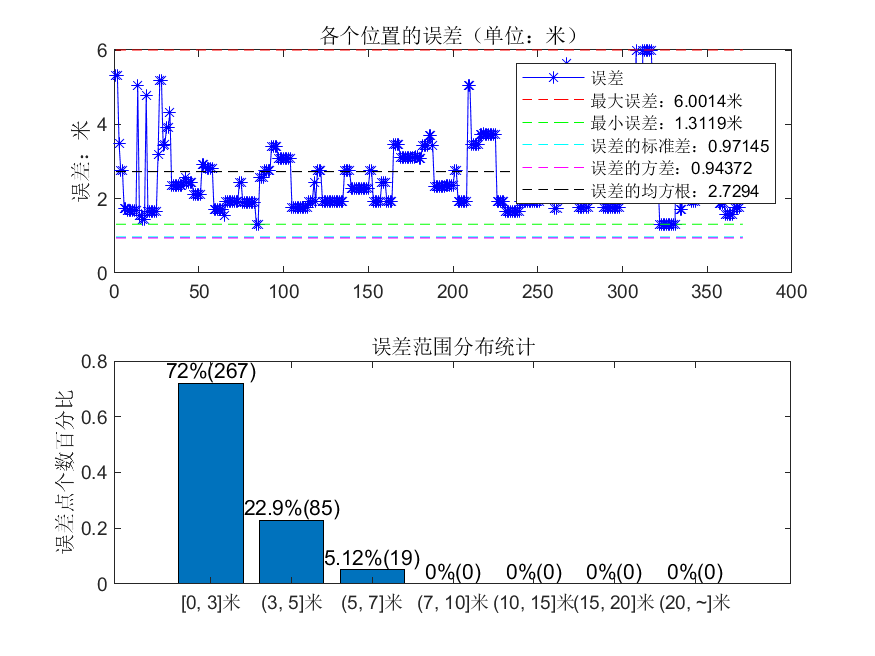 各个位置的误差（单位：米）
误差：米
6
4
2
0
误差
最大误差：6.0014米
最小误差：1.3119米
误差的标准差：0.97145
误差的方差：0.94372
误差的均方根：2.7294
0 50 100 150 200 250 300 350 400
误差范围分布统计
误差点个数百分比
0.8
0.6
0.4
0.2
0
72%(267)
22.9%(85)
5.12%(19)
0%(0) 0%(0) 0%(0) 0%(0)
[0, 3]米 (3, 5]米 (5, 7]米 (7, 10]米 (10, 15]米 (15, 20]米 (20, ~]米